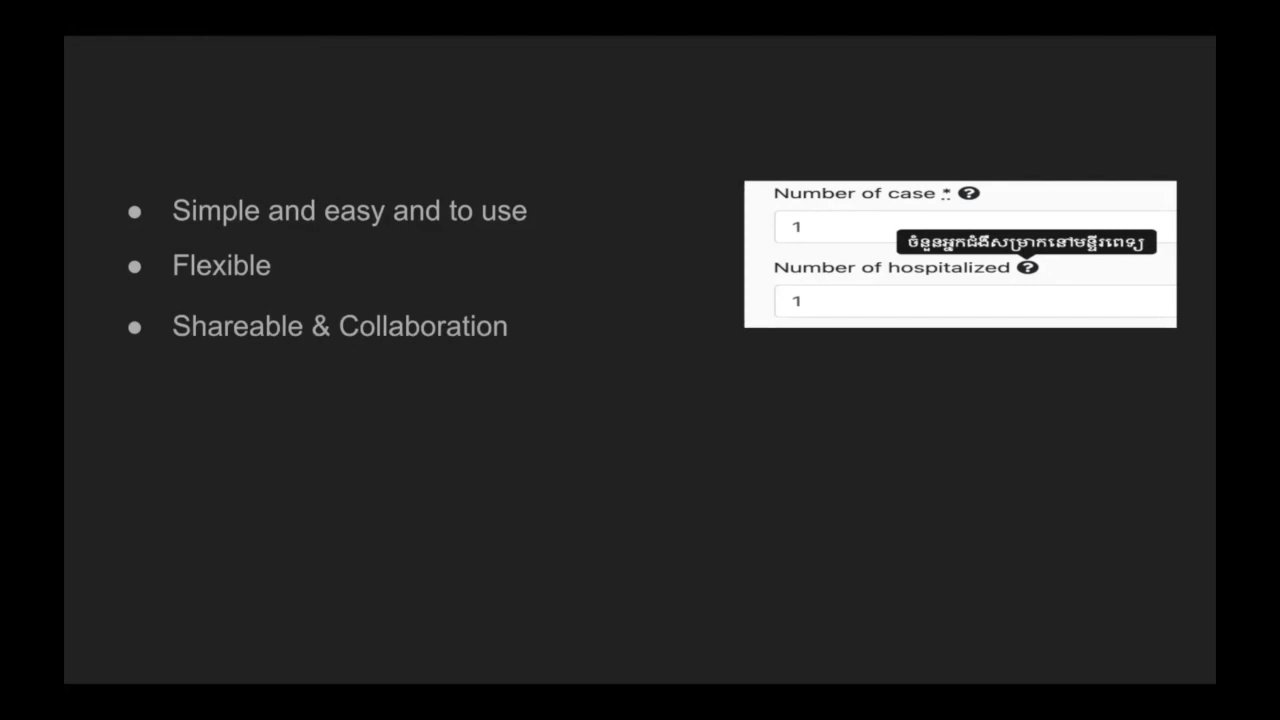 Simple and easy and to use
Flexible
Shareable & Collaboration
Number of case *
1
ចំនួនអ្នកជំងឺសម្រាកនៅមន្ទីរពេទ្យ
Number of hospitalized
1